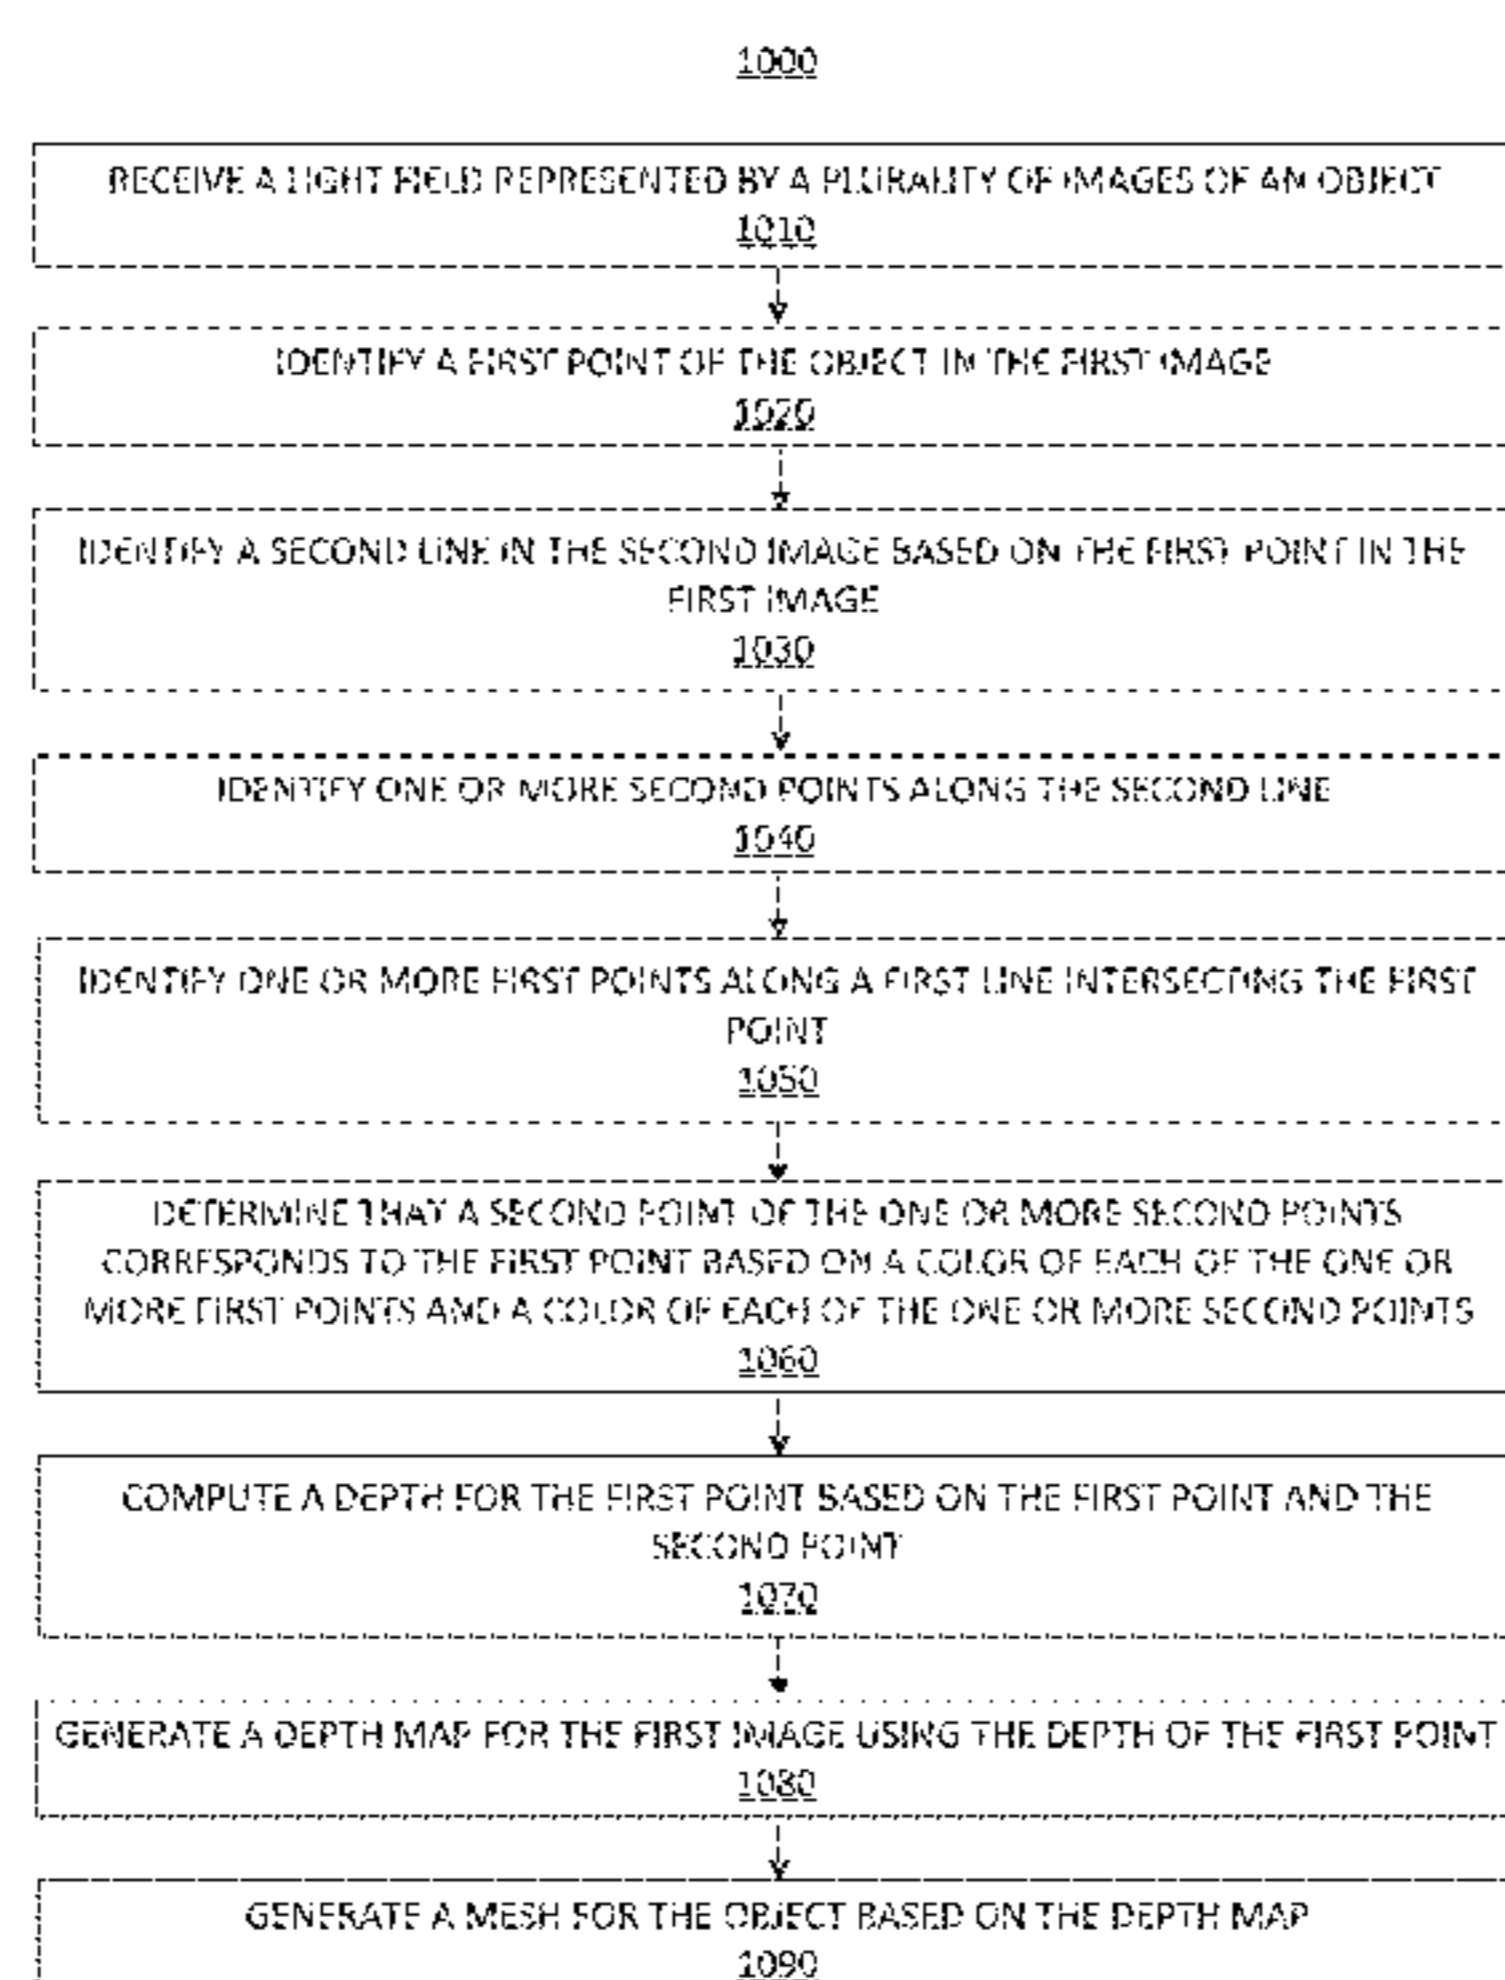 1000
RECEIVE A LIGHT FIELD REPRESENTED BY A PLURALITY OF IMAGES OF AN OBJECT
1010
IDENTIFY A FIRST POINT OF THE OBJECT IN THE FIRST IMAGE
1020
IDENTIFY A SECOND LINE IN THE SECOND IMAGE BASED ON THE FIRST POINT IN THE
FIRST IMAGE
1030
IDENTIFY ONE OR MORE SECOND POINTS ALONG THE SECOND LINE
1040
IDENTIFY ONE OR MORE FIRST POINTS ALONG A FIRST LINE INTERSECTING THE FIRST
POINT
1050
DETERMINE THAT A SECOND POINT OF THE ONE OR MORE SECOND POINTS
CORRESPONDS TO THE FIRST POINT BASED ON A COLOR OF EACH OF THE ONE OR
MORE FIRST POINTS AND A COLOR OF EACH OF THE ONE OR MORE SECOND POINTS
1060
COMPUTE A DEPTH FOR THE FIRST POINT BASED ON THE FIRST POINT AND THE
SECOND POINT
1070
GENERATE A DEPTH MAP FOR THE FIRST IMAGE USING THE DEPTH OF THE FIRST POINT
1080
GENERATE A MESH FOR THE OBJECT BASED ON THE DEPTH MAP
1090